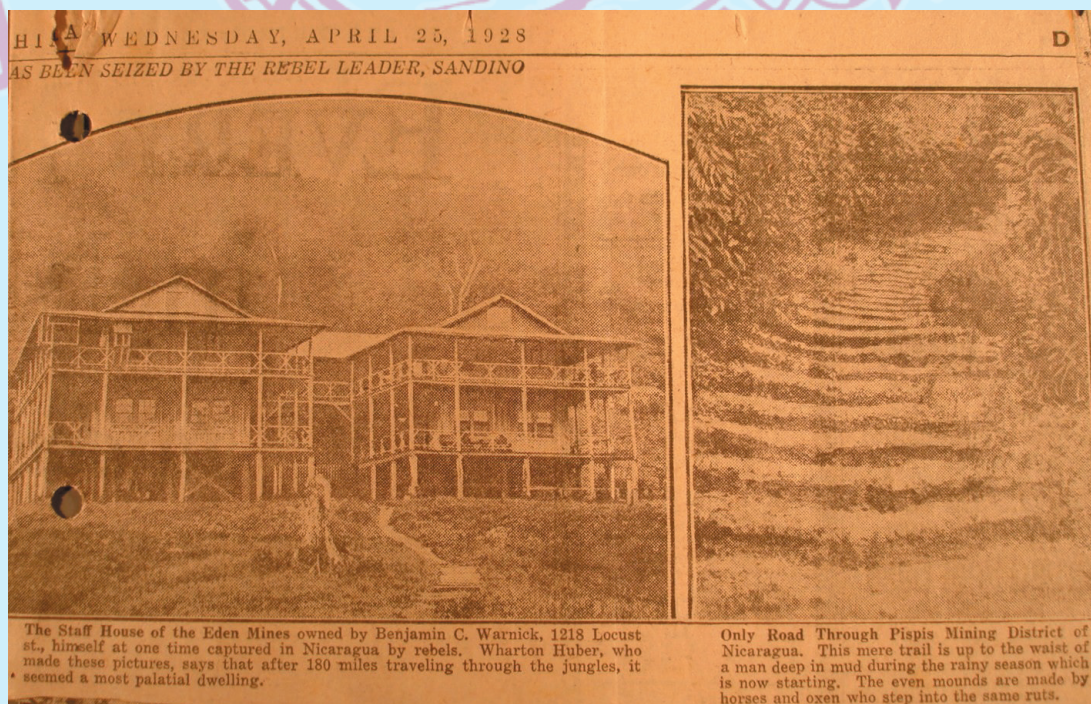 WEDNESDAY, APRIL 25, 1928
D
AS BEEN SEIZED BY THE REBEL LEADER, SANDINO
The Staff House of the Eden Mines owned by Benjamin C. Warnick, 1218 Locust
st., himself at one time captured in Nicaragua by rebels. Wharton Huber, who
made these pictures, says that after 180 miles traveling through the jungles, it
seemed a most palatial dwelling.
Only Road Through Pispis Mining District of
Nicaragua. This mere trail is up to the waist of
a man deep in mud during the rainy season which
is now starting. The even mounds are made by
horses and oxen who step into the same ruts.